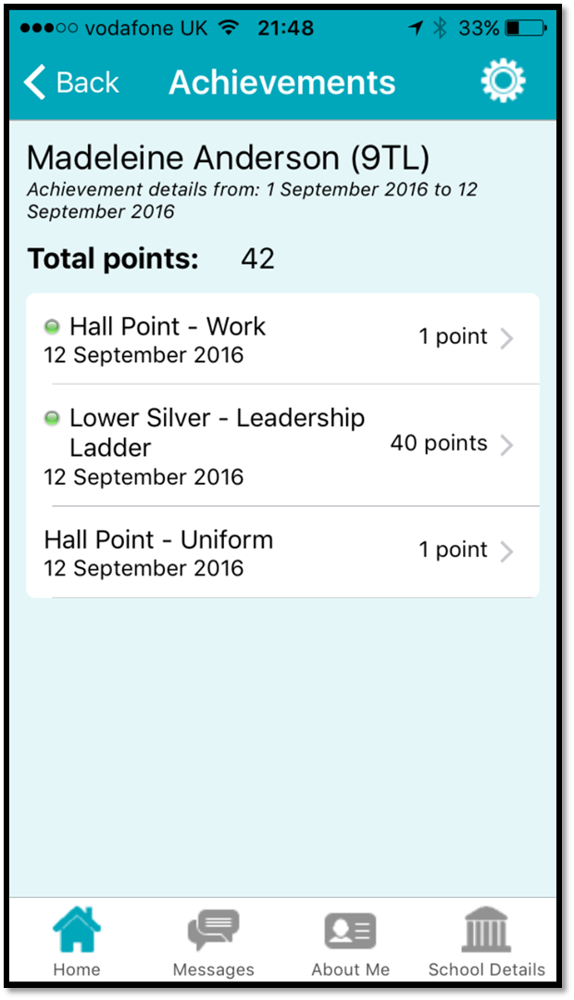 vodafone UK 21:48 33%
Back Achievements
Madeleine Anderson (9TL)
Achievement details from: 1 September 2016 to 12
September 2016
Total points: 42
Hall Point - Work
1 point
12 September 2016
Lower Silver - Leadership
Ladder
40 points
12 September 2016
Hall Point - Uniform
1 point
12 September 2016
Home Messages About Me School Details